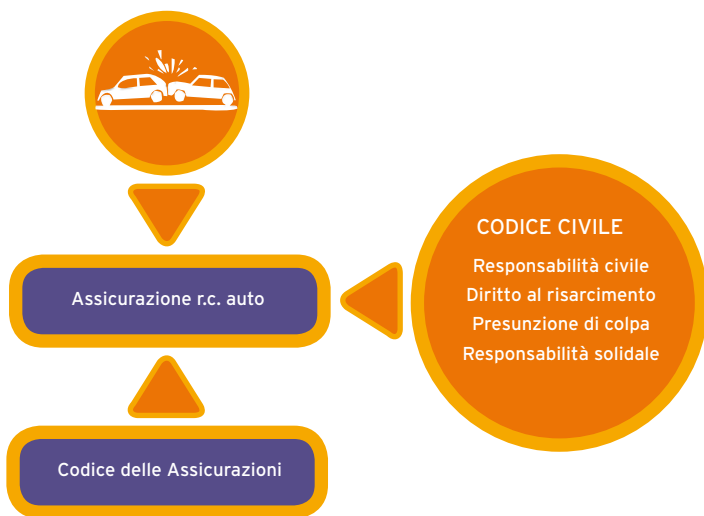 CODICE CIVILE
Responsabilità civile
Diritto al risarcimento
Presunzione di colpa
Responsabilità solidale
Assicurazione r.c. auto
Codice delle Assicurazioni